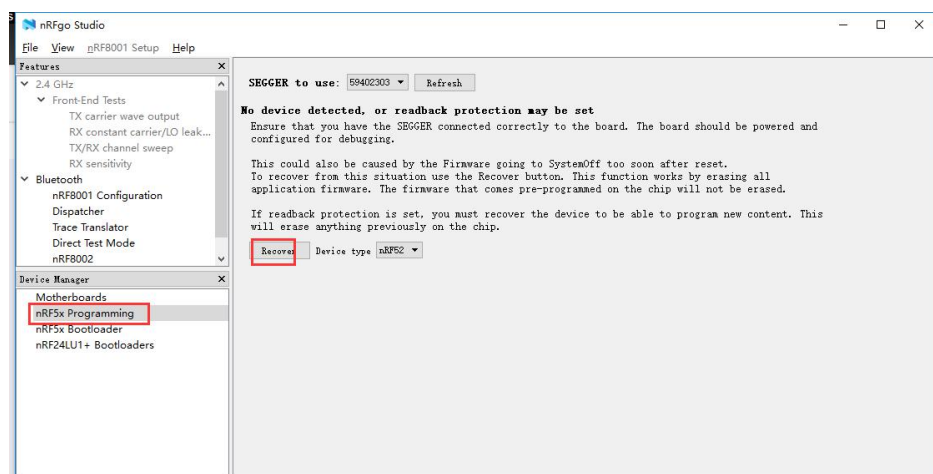 nRFgo Studio
File View nRF8001 Setup Help
Features
2.4 GHz
Front-End Tests
TX carrier wave output
RX constant carrier/LO leak...
TX/RX channel sweep
RX sensitivity
Bluetooth
nRF8001 Configuration
Dispatcher
Trace Translator
Direct Test Mode
nRF8002
Device Manager
Motherboards
nRF5x Programming
nRF5x Bootloader
nRF24LU1+ Bootloaders
SEGGER to use: 59402303 Refresh
No device detected, or readback protection may be set
Ensure that you have the SEGGER connected correctly to the board. The board should be powered and
configured for debugging.
This could also be caused by the Firmware going to SystemOff too soon after reset.
To recover from this situation use the Recover button. This function works by erasing all
application firmware. The firmware that comes pre-programmed on the chip will not be erased.
If readback protection is set, you must recover the device to be able to program new content. This
will erase anything previously on the chip.
Recover Device type nRF52